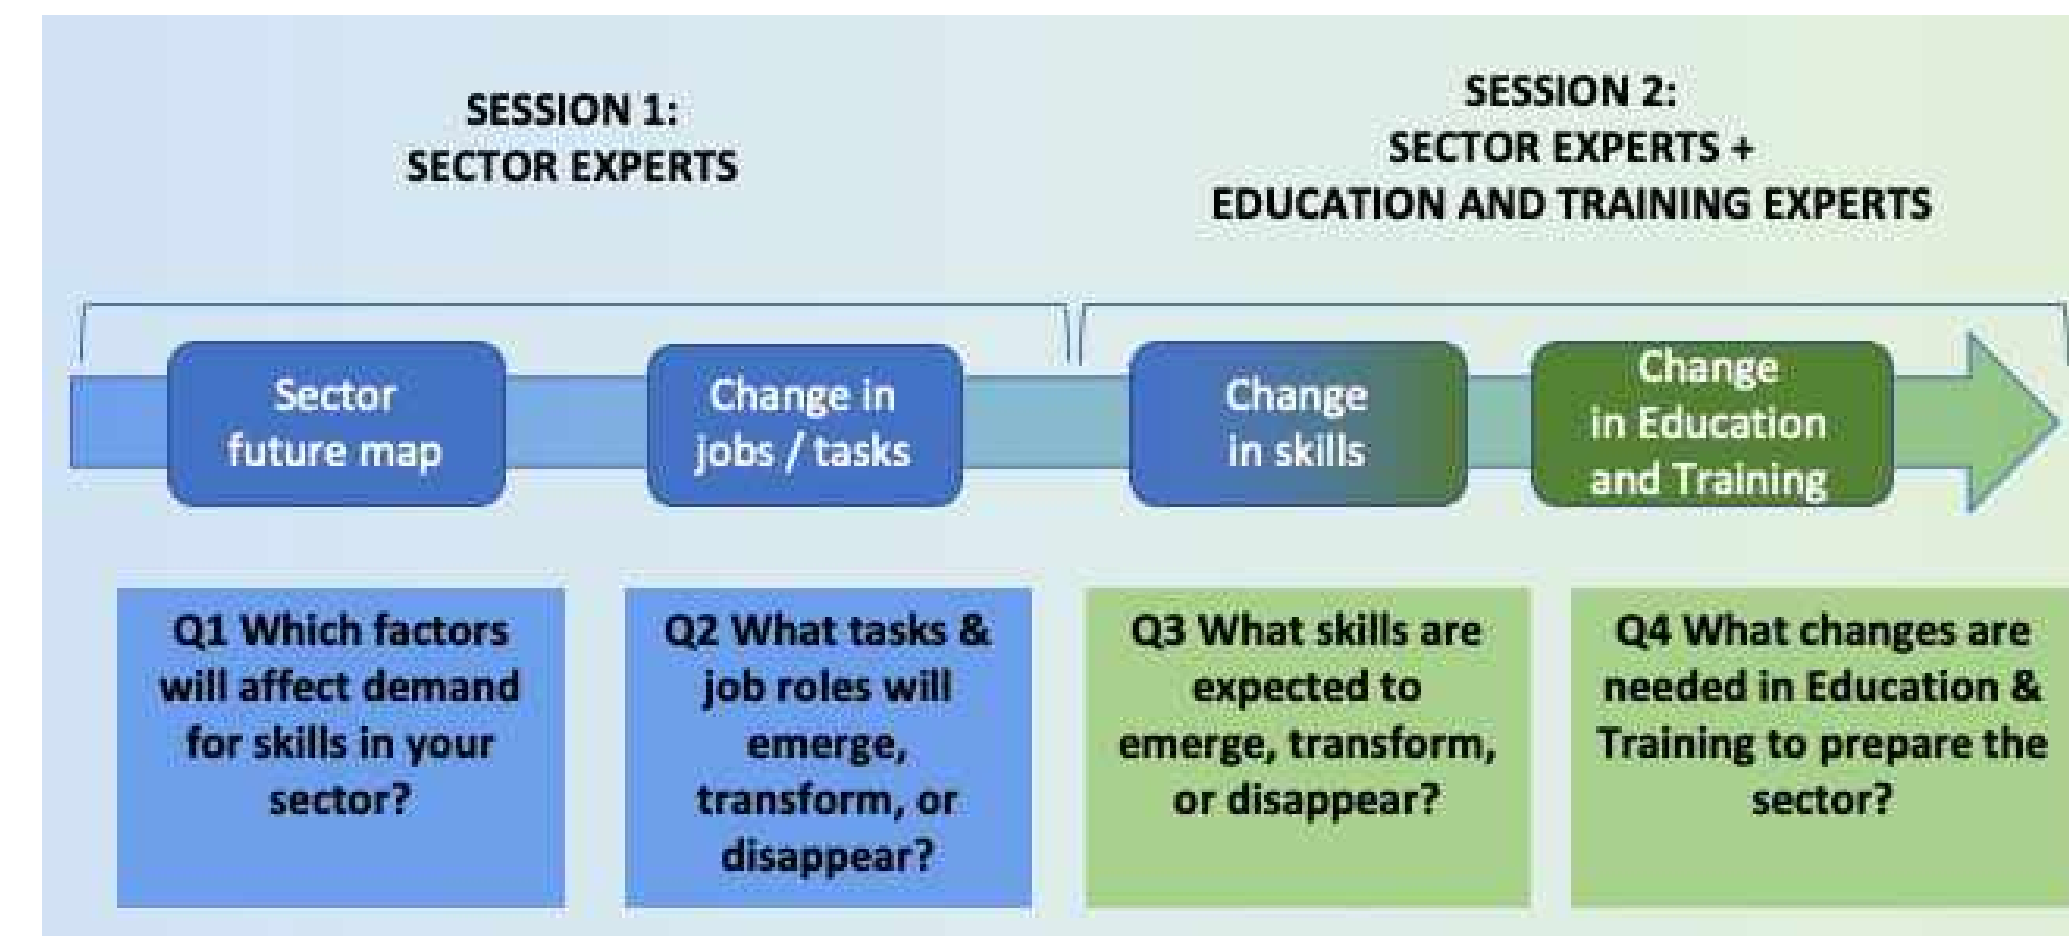 SESSION 1:
SECTOR EXPERTS
SESSION 2:
SECTOR EXPERTS +
EDUCATION AND TRAINING EXPERTS
Sector
future map
Change in
jobs / tasks
Change
in skills
Change
in Education
and Training
Q1 Which factors
will affect demand
for skills in your
sector?
Q2 What tasks &
job roles will
emerge,
transform, or
disappear?
Q3 What skills are
expected to
emerge, transform,
or disappear?
Q4 What changes are
needed in Education &
Training to prepare the
sector?